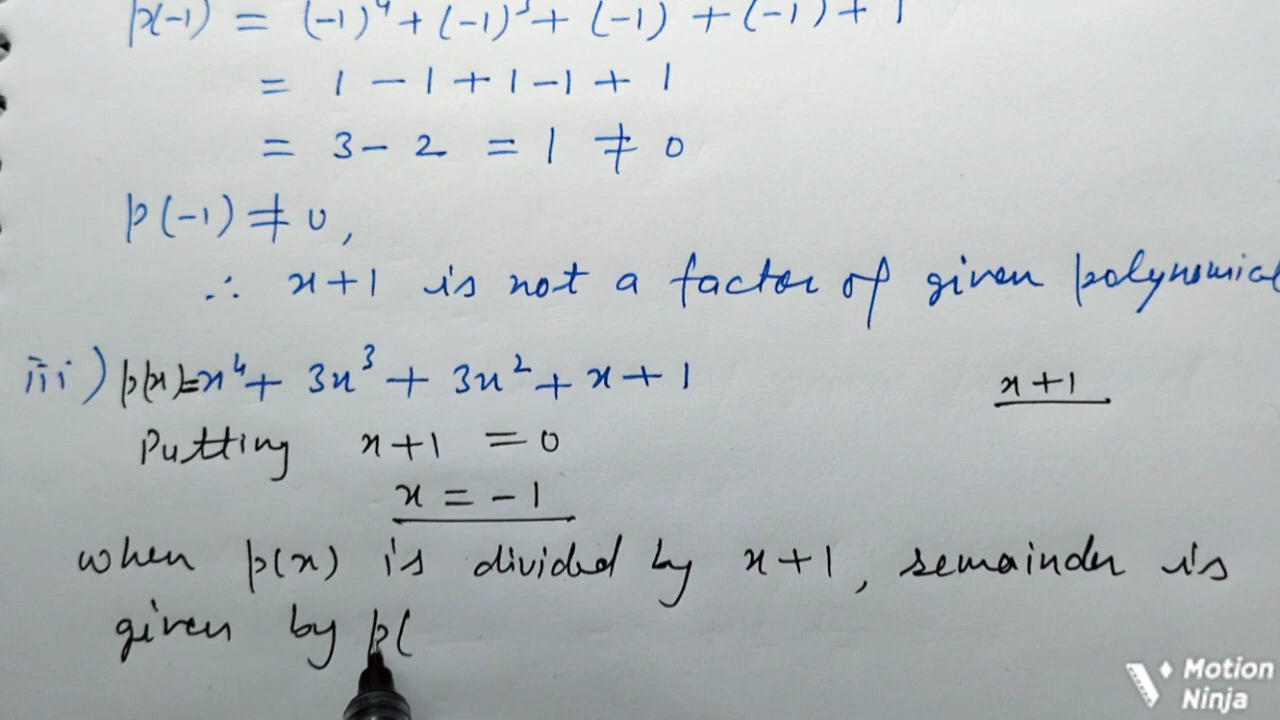 p(-1) = (-1)⁴ + (-1)³ + (-1) + (-1) + 1
= 1 - 1 + 1 - 1 + 1
= 3 - 2 = 1 ≠ 0
p(-1) ≠ 0,
∴ x+1 is not a factor of given polynomial
iii) p(x)=x⁴ + 3x³ + 3x² + x + 1 x+1
Putting x+1 = 0
x = -1
when p(x) is divided by x+1, remainder is
given by p(
Motion
Ninja